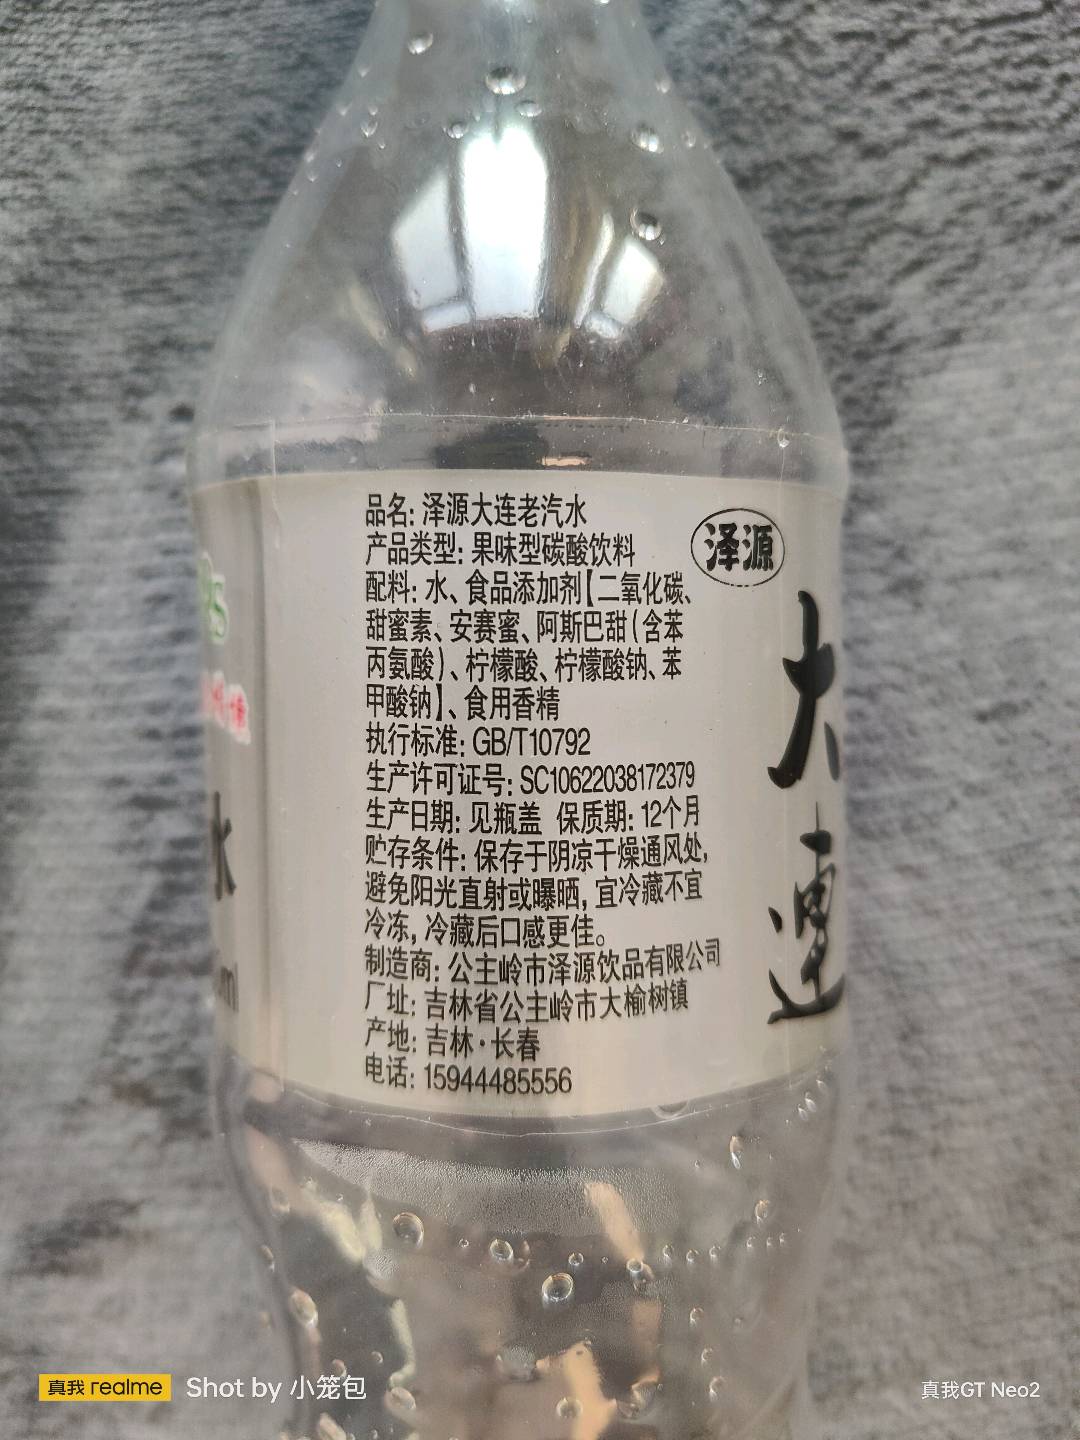 品名: 泽源大连老汽水
产品类型: 果味型碳酸饮料
配料: 水、食品添加剂【二氧化碳、
甜蜜素、安赛蜜、阿斯巴甜(含苯
丙氨酸)、柠檬酸、柠檬酸钠、苯
甲酸钠】、食用香精
执行标准: GB/T10792
生产许可证号: SC10622038172379
生产日期: 见瓶盖 保质期: 12个月
贮存条件: 保存于阴凉干燥通风处,
避免阳光直射或曝晒, 宜冷藏不宜
冷冻, 冷藏后口感更佳。
制造商: 公主岭市泽源饮品有限公司
厂址: 吉林省公主岭市大榆树镇
产地: 吉林·长春
电话: 15944485556
泽源
大
連
水
ml
真我 realme
Shot by 小笼包
真我GT Neo2